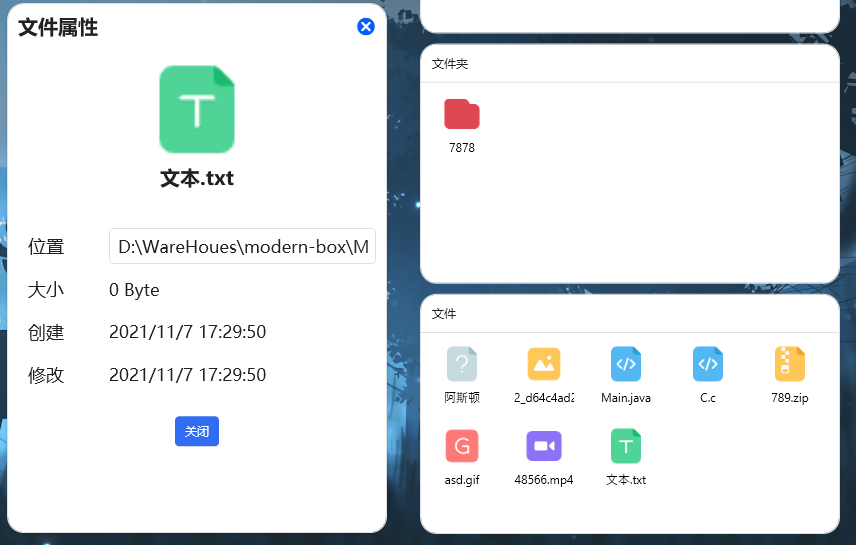 文件属性
T
文本.txt
位置 D:\WareHoues\modern-box\M
大小 0 Byte
创建 2021/11/7 17:29:50
修改 2021/11/7 17:29:50
关闭
文件夹
7878
文件
? </> </>
阿斯顿 2_d64c4ad2 Main.java C.c 789.zip
G T
asd.gif 48566.mp4 文本.txt